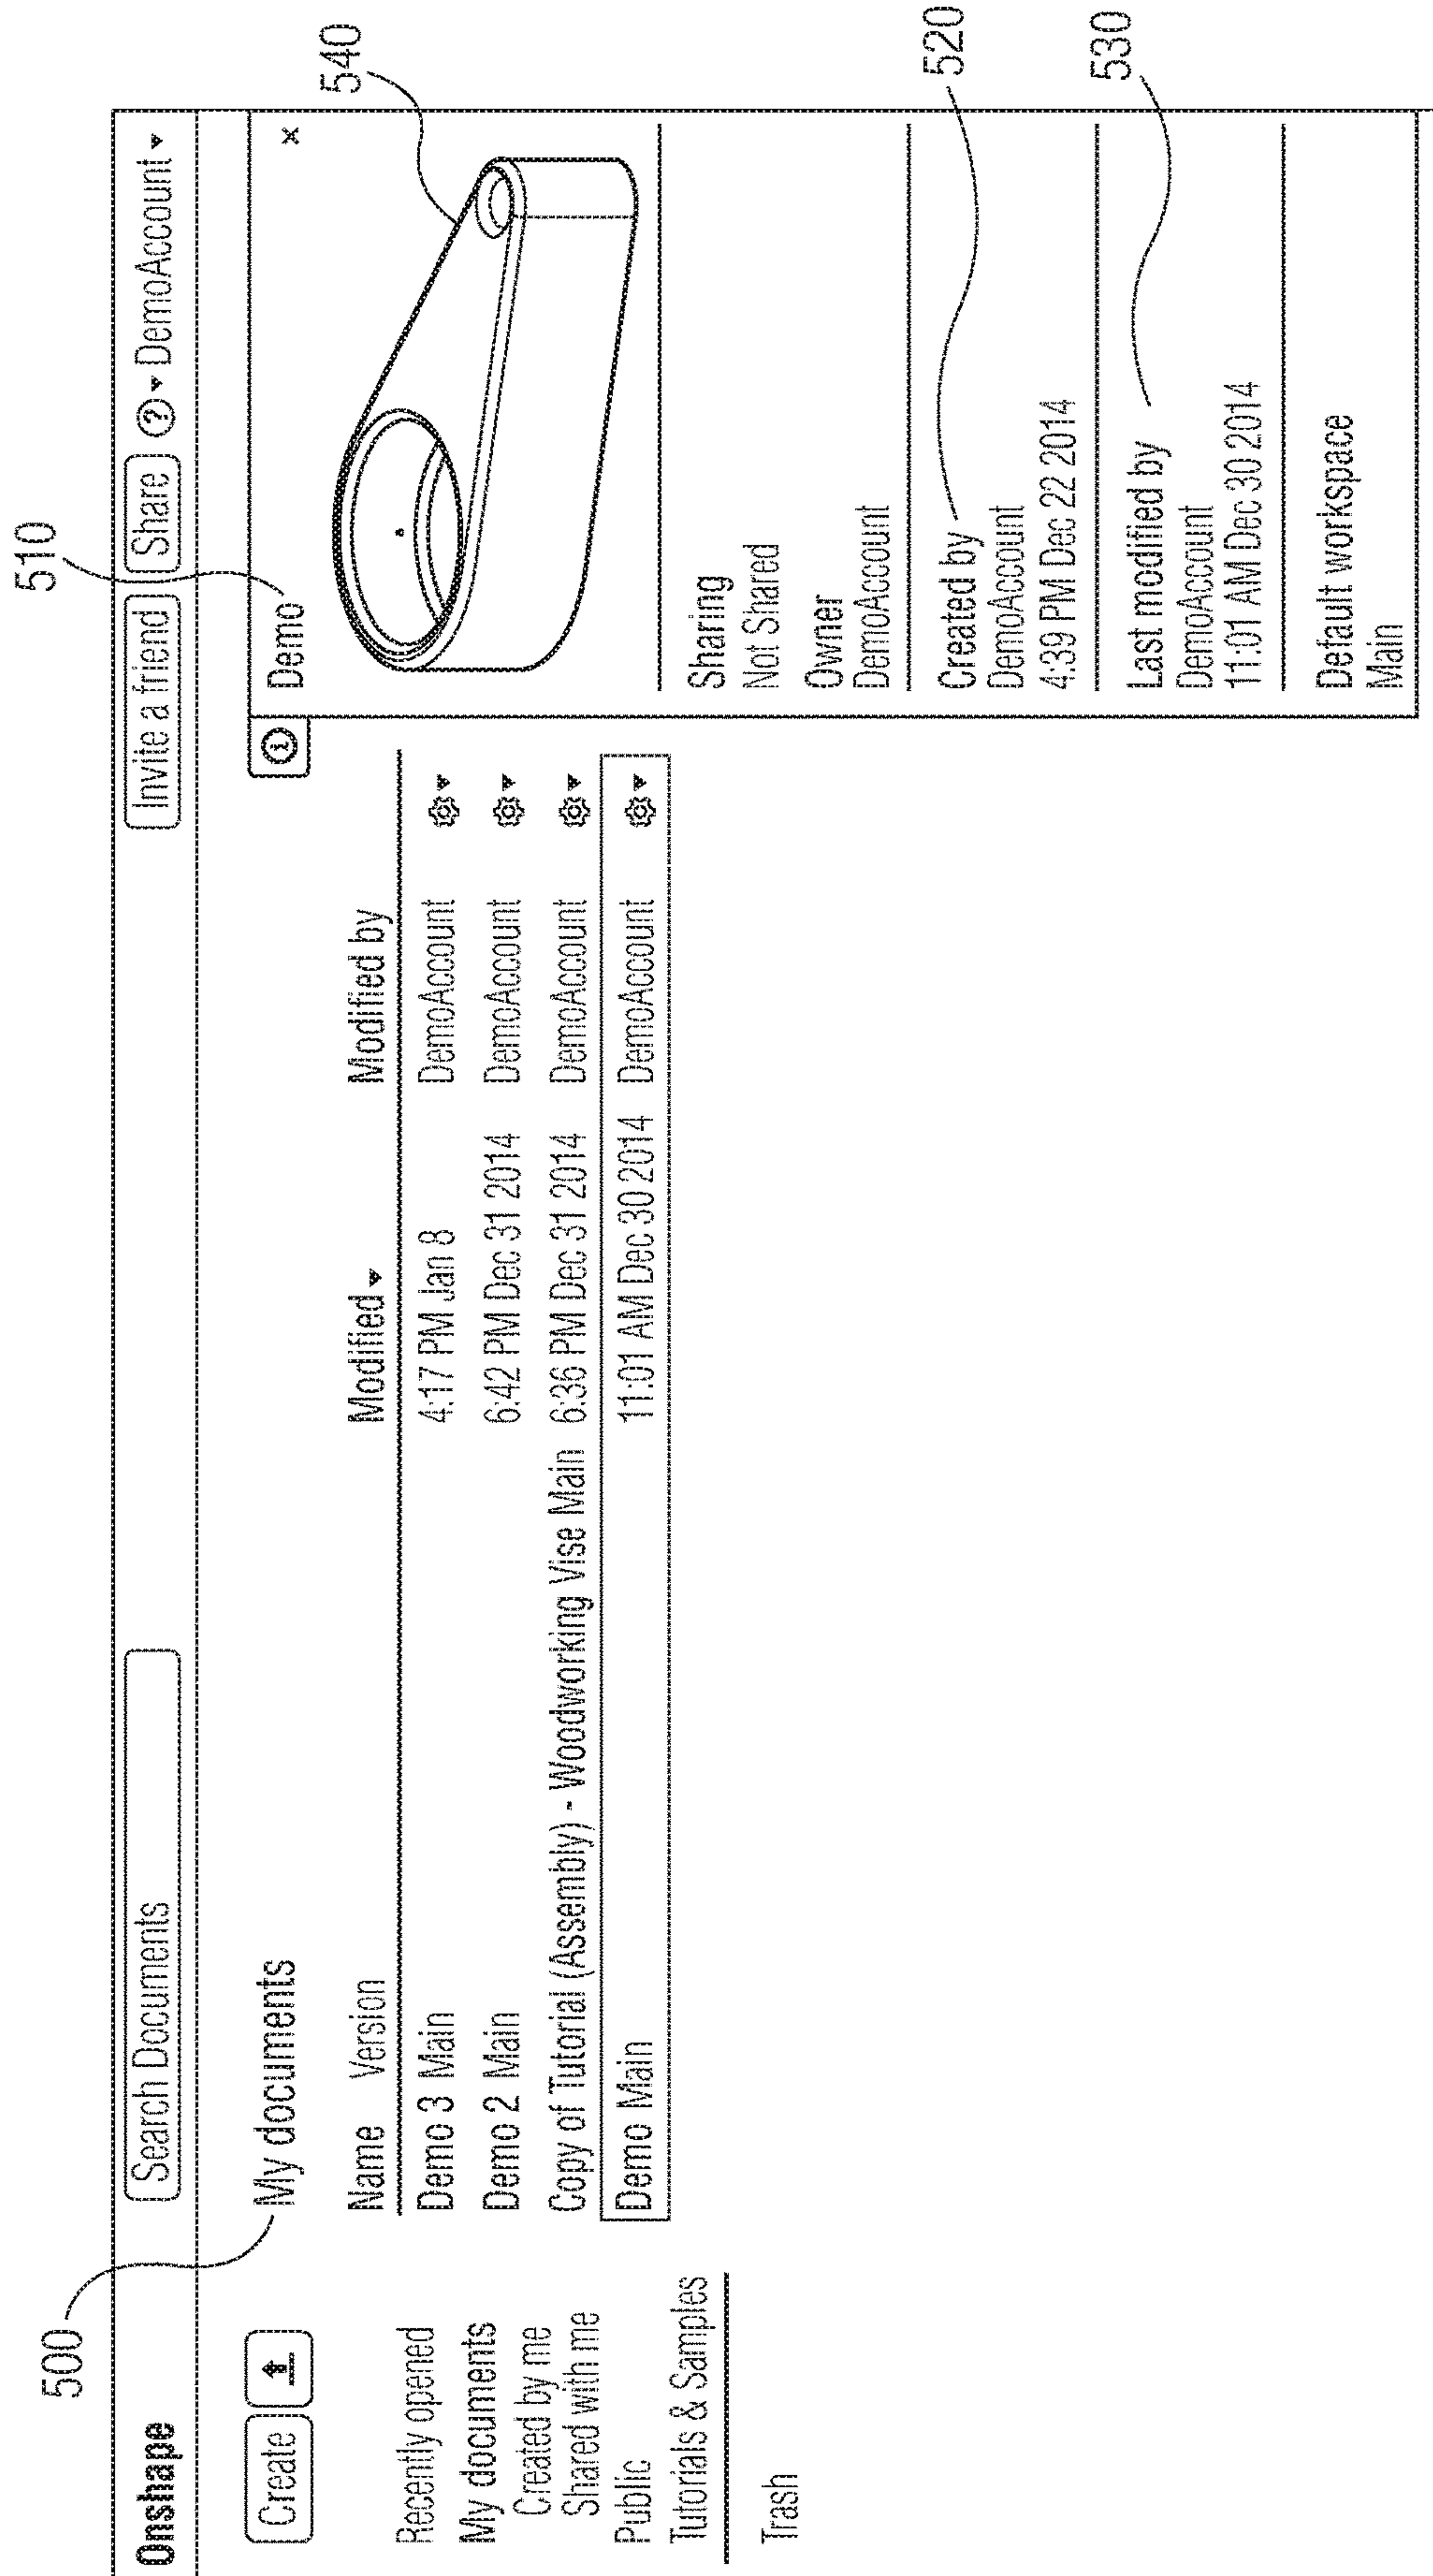 500
510
Onshape
Search Documents
Invite a friend
Share
? DemoAccount
Create
My documents
Demo
x
540
Recently opened
My documents
Created by me
Shared with me
Public
Tutorials & Samples
Trash
Name Version Modified Modified by
Demo 3 Main 4:17 PM Jan 8 DemoAccount
Demo 2 Main 6:42 PM Dec 31 2014 DemoAccount
Copy of Tutorial (Assembly) - Woodworking Vise Main 6:36 PM Dec 31 2014 DemoAccount
Demo Main 11:01 AM Dec 30 2014 DemoAccount
i
Sharing
Not Shared
Owner
DemoAccount
Created by
DemoAccount
4:39 PM Dec 22 2014
520
Last modified by
DemoAccount
11:01 AM Dec 30 2014
530
Default workspace
Main